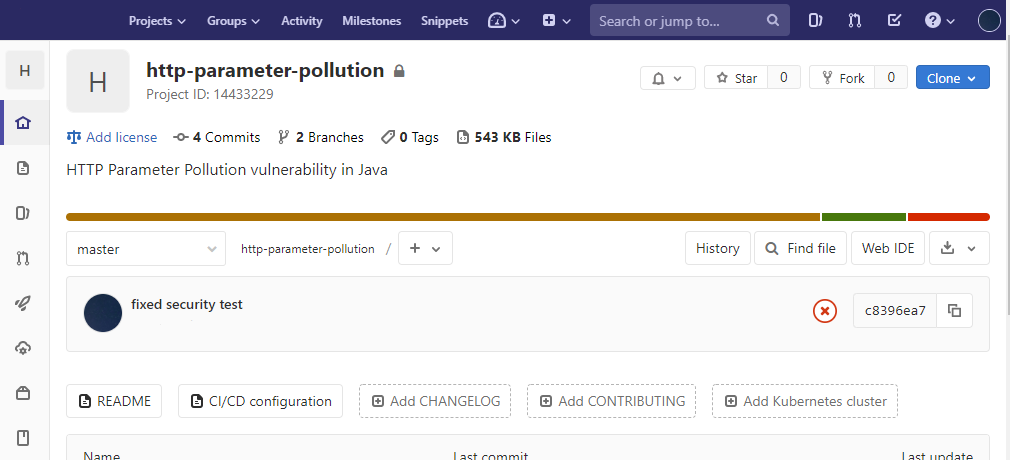 Projects Groups Activity Milestones Snippets Search or jump to... ?
H http-parameter-pollution
H Project ID: 14433229 Star 0 Fork 0 Clone
Add license 4 Commits 2 Branches 0 Tags 543 KB Files
HTTP Parameter Pollution vulnerability in Java
master http-parameter-pollution / + History Find file Web IDE
fixed security test c8396ea7
README CI/CD configuration Add CHANGELOG Add CONTRIBUTING Add Kubernetes cluster
Name Last commit Last update